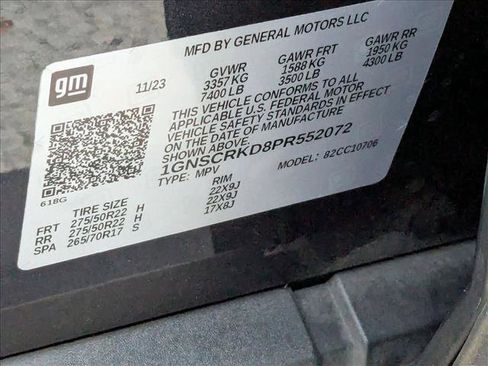 MFD BY GENERAL MOTORS LLC
gm
11/23
GVWR GAWR FRT GAWR RR
3357 KG 1588 KG 1950 KG
7400 LB 3500 LB 4300 LB
THIS VEHICLE CONFORMS TO ALL
APPLICABLE U.S. FEDERAL MOTOR
VEHICLE SAFETY STANDARDS IN EFFECT
ON THE DATE OF MANUFACTURE
SHOWN ABOVE.
1GNSCRKD8PR552072
TYPE: MPV MODEL: 82CC10706
618G
TIRE SIZE RIM
FRT 275/50R22 H 22X9J
RR 275/50R22 H 22X9J
SPA 265/70R17 S 17X8J